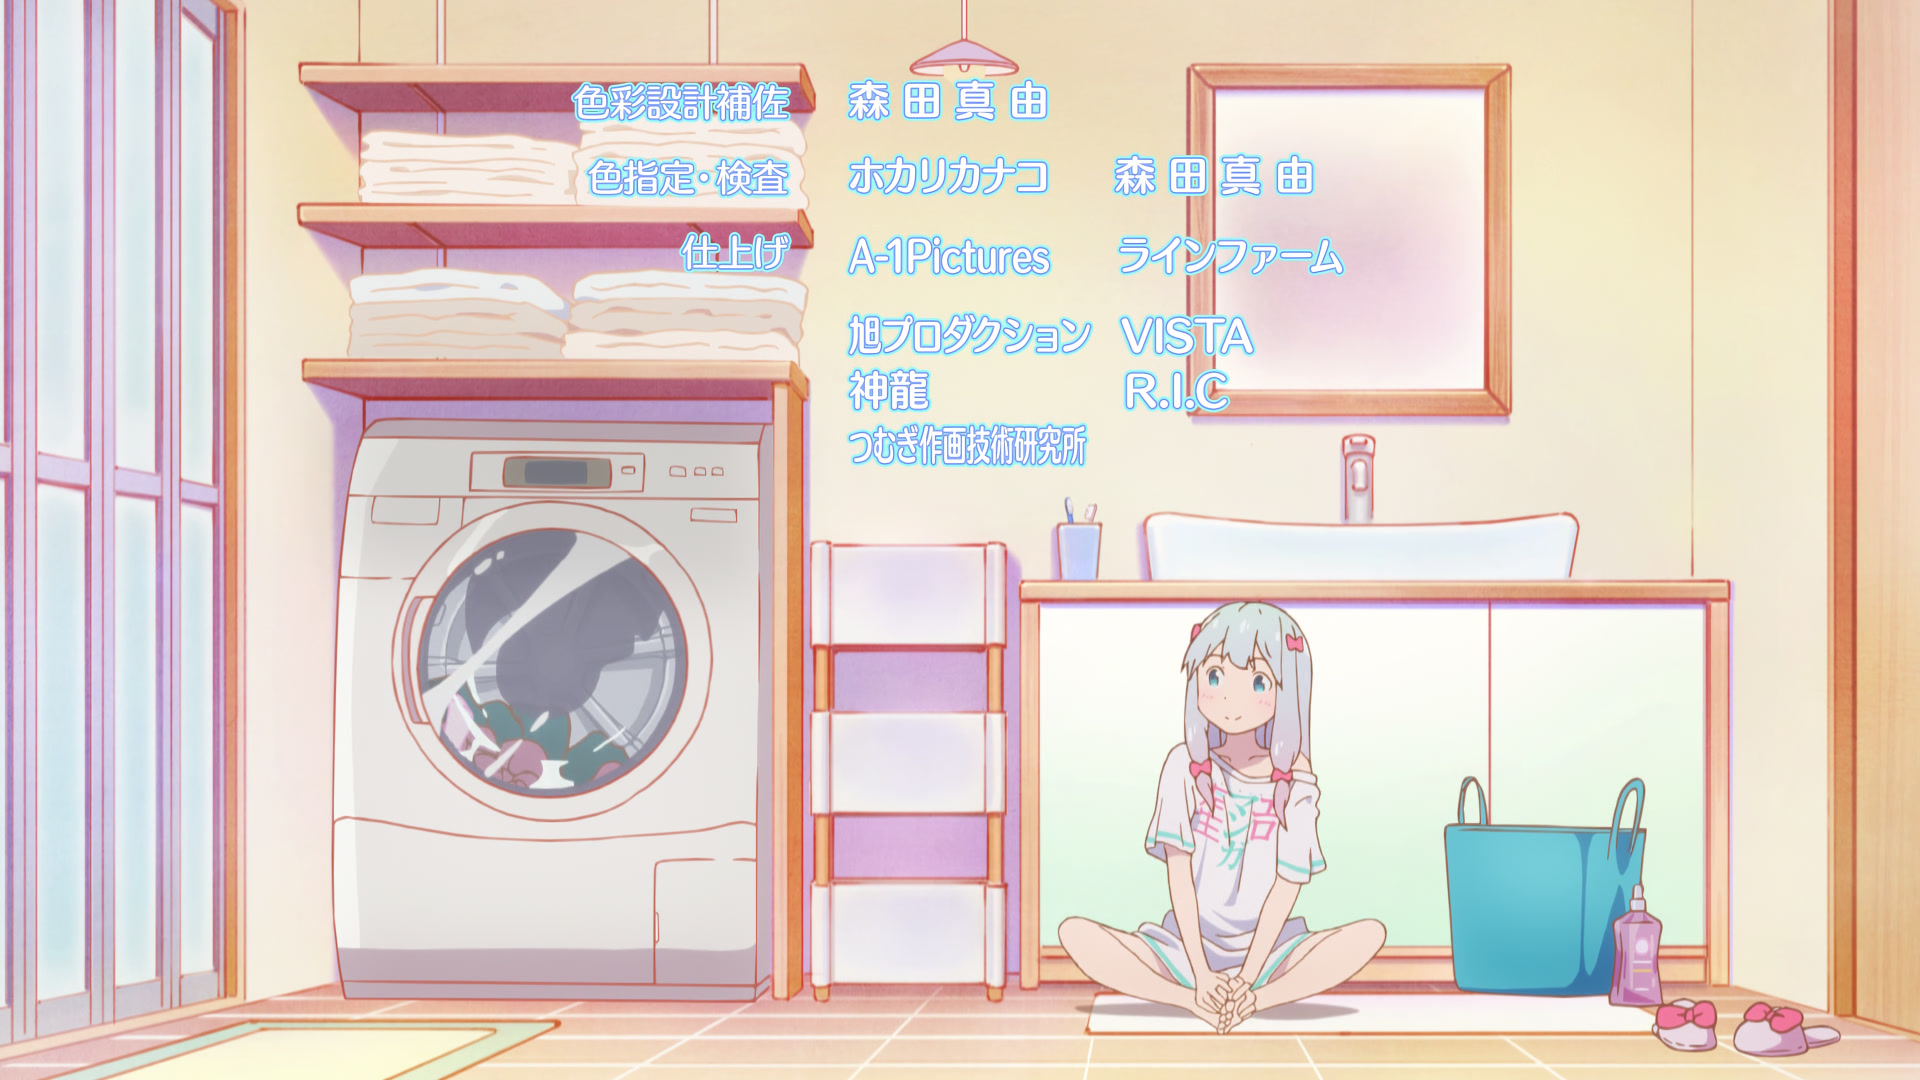 色彩設計補佐 森田真由
色指定・検査 ホカリカナコ 森田真由
仕上げ A-1Pictures ラインファーム
旭プロダクション VISTA
神龍 R.I.C
つむぎ作画技術研究所